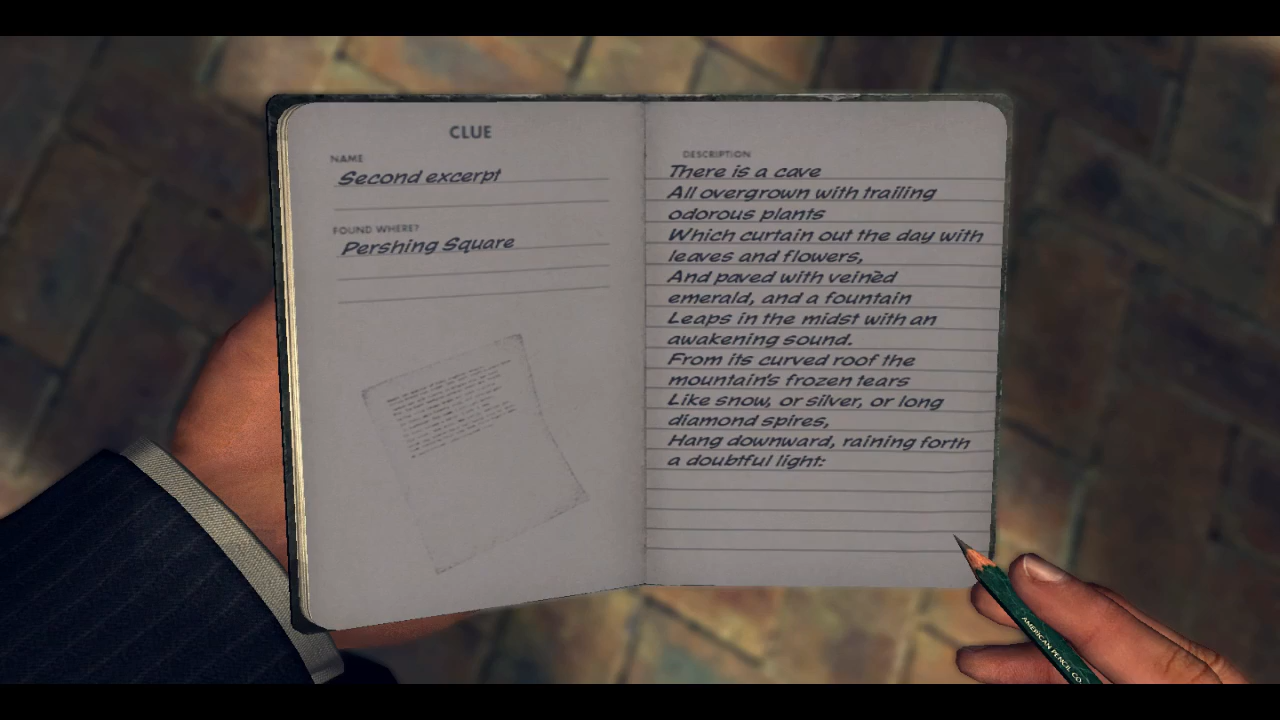 CLUE
NAME
Second excerpt
FOUND WHERE?
Pershing Square
DESCRIPTION
There is a cave
All overgrown with trailing
odorous plants
Which curtain out the day with
leaves and flowers,
And paved with veinèd
emerald, and a fountain
Leaps in the midst with an
awakening sound.
From its curved roof the
mountain's frozen tears
Like snow, or silver, or long
diamond spires,
Hang downward, raining forth
a doubtful light:
AMERICAN PENCIL CO.